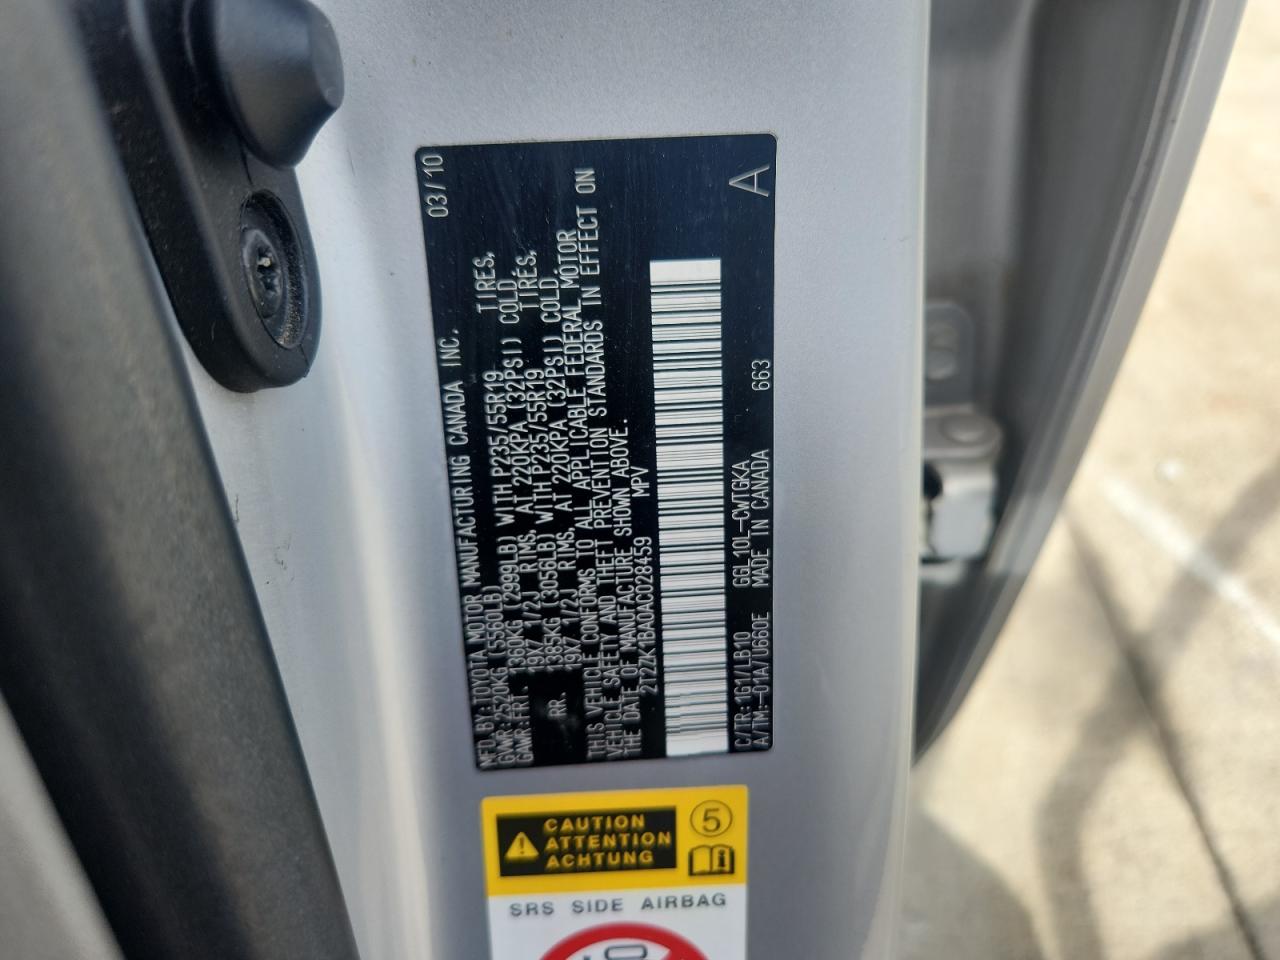 MFD.BY:TOYOTA MOTOR MANUFACTURING CANADA INC. 03/10
GVWR:2520KG (5560LB)
GAWR:FRT. 1360KG (2999LB) WITH P235/55R19 TIRES,
19X7 1/2J RIMS, AT 220KPA (32PSI) COLD.
RR. 1385KG (3056LB) WITH P235/55R19 TIRES,
19X7 1/2J RIMS, AT 220KPA (32PSI) COLD.
THIS VEHICLE CONFORMS TO ALL APPLICABLE FEDERAL MOTOR
VEHICLE SAFETY AND THEFT PREVENTION STANDARDS IN EFFECT ON
THE DATE OF MANUFACTURE SHOWN ABOVE.
2T2ZK1BA0AC028459 MPV
C/TR: 1G1/LB10 GGL10L-CWTGKA 663 A
A/TM:-01A/U660E MADE IN CANADA
CAUTION
ATTENTION
ACHTUNG
5
SRS SIDE AIRBAG